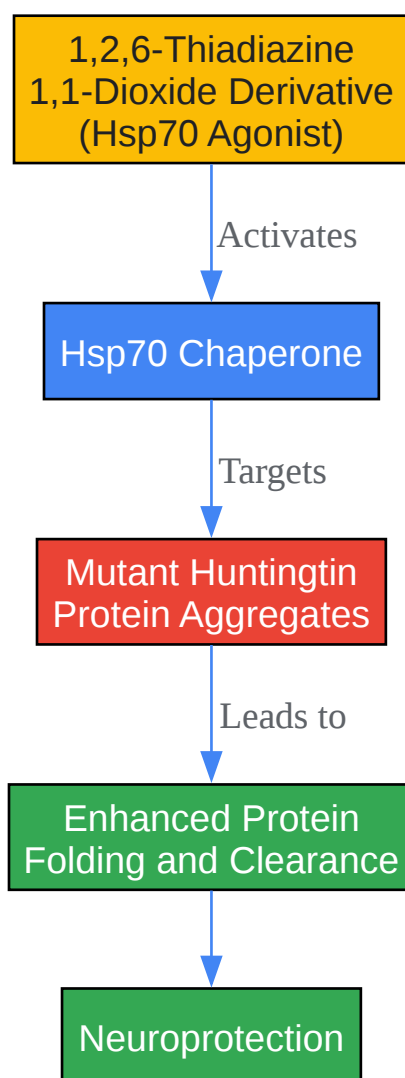 1,2,6-Thiadiazine
1,1-Dioxide Derivative
(Hsp70 Agonist)
Activates
Hsp70 Chaperone
Targets
Mutant Huntingtin
Protein Aggregates
Leads to
Enhanced Protein
Folding and Clearance
Neuroprotection